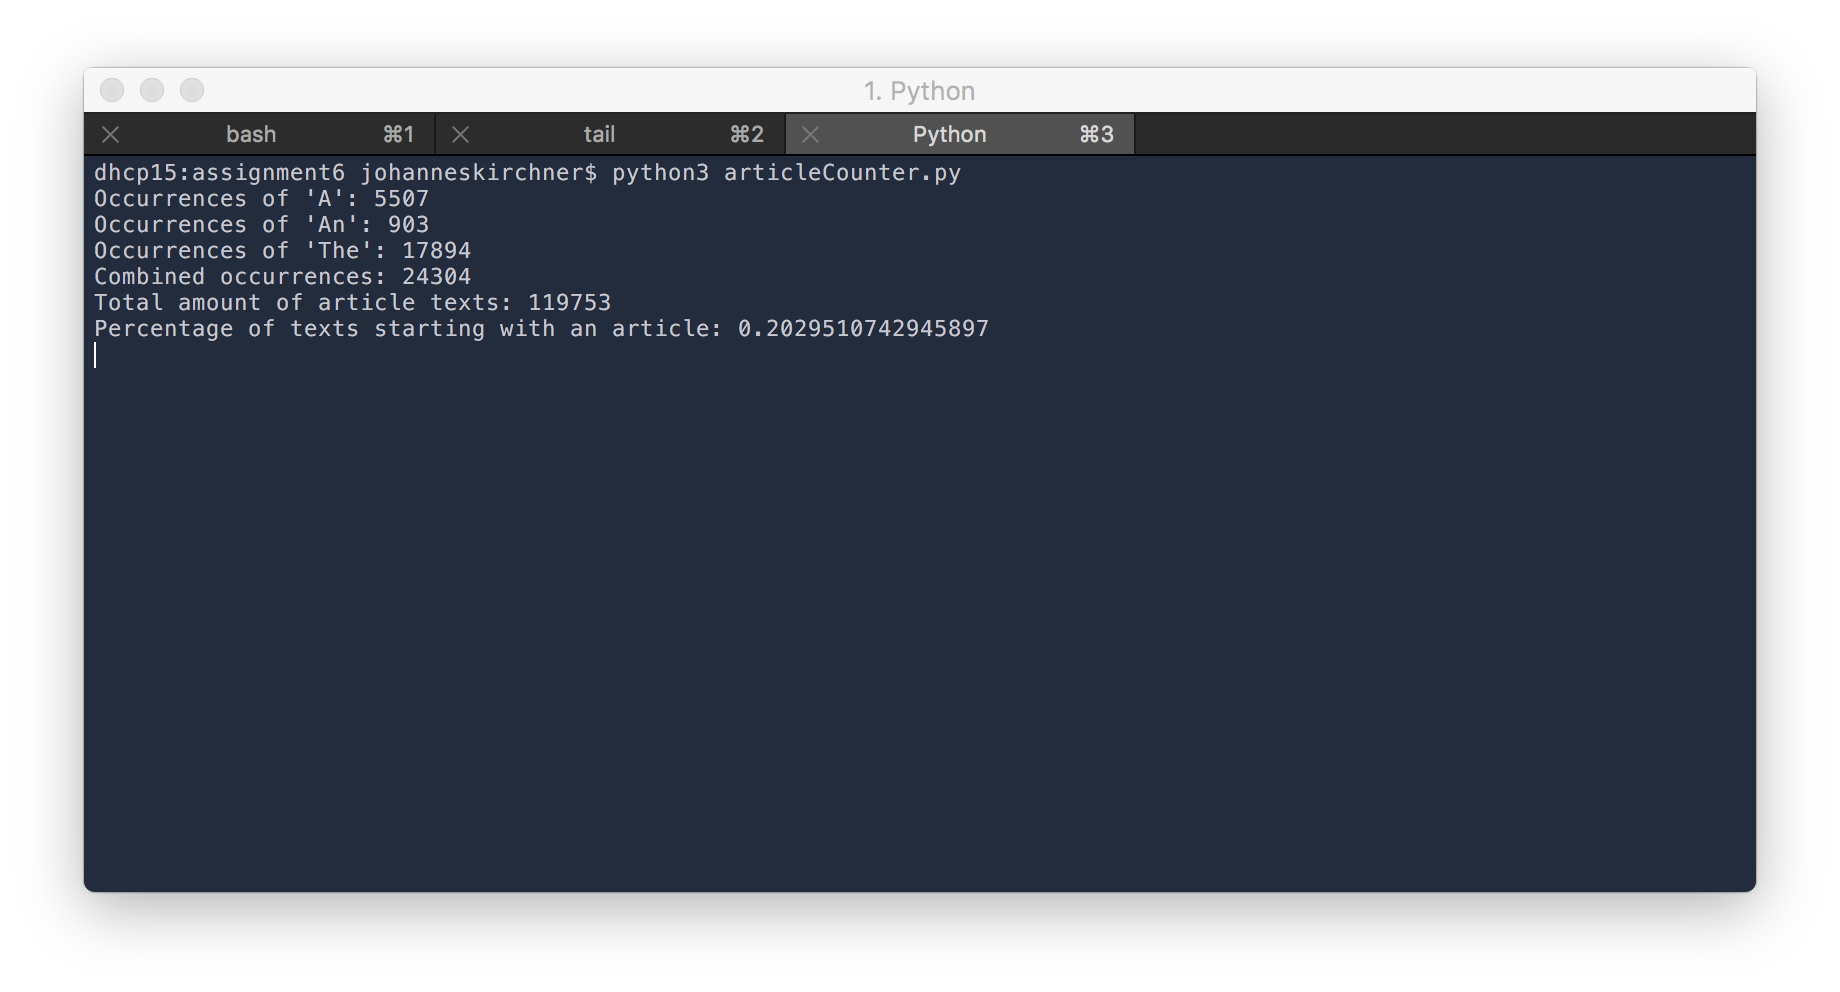 1. Python
bash ⌘1 tail ⌘2 Python ⌘3
dhcp15:assignment6 johanneskirchner$ python3 articleCounter.py
Occurrences of 'A': 5507
Occurrences of 'An': 903
Occurrences of 'The': 17894
Combined occurrences: 24304
Total amount of article texts: 119753
Percentage of texts starting with an article: 0.2029510742945897